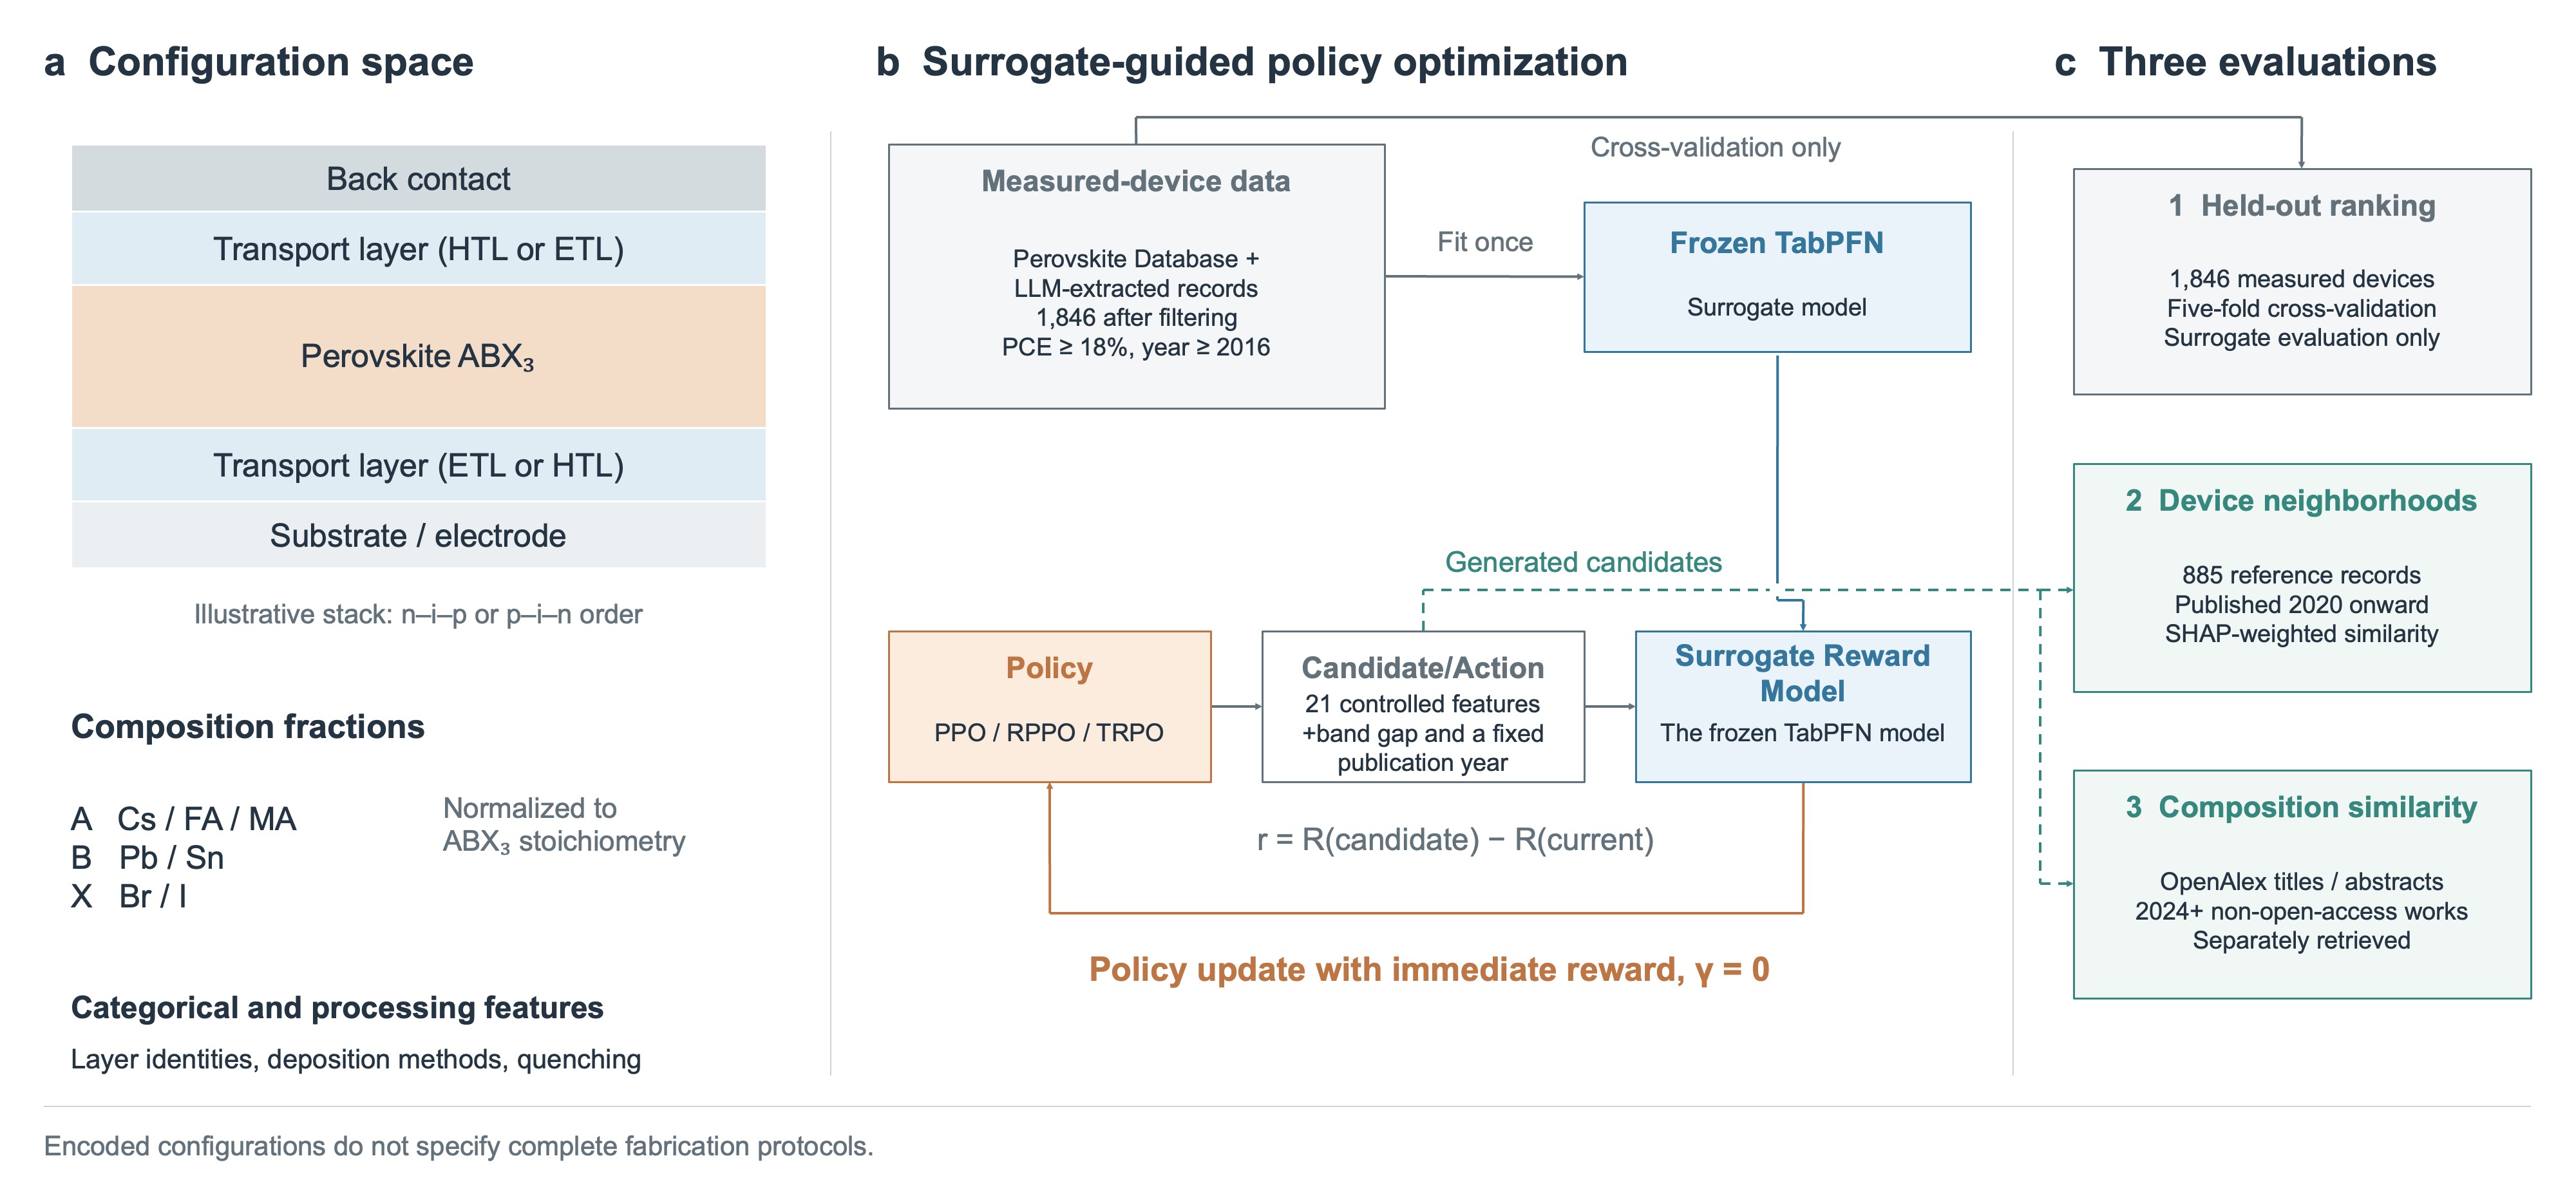 a Configuration space
Back contact
Transport layer (HTL or ETL)
Perovskite ABX₃
Transport layer (ETL or HTL)
Substrate / electrode
Illustrative stack: n–i–p or p–i–n order
Composition fractions
A Cs / FA / MA
B Pb / Sn
X Br / I
Normalized to
ABX₃ stoichiometry
Categorical and processing features
Layer identities, deposition methods, quenching
b Surrogate-guided policy optimization
Measured-device data
Perovskite Database +
LLM-extracted records
1,846 after filtering
PCE ≥ 18%, year ≥ 2016
Cross-validation only
Fit once
Frozen TabPFN
Surrogate model
Generated candidates
Policy
PPO / RPPO / TRPO
Candidate/Action
21 controlled features
+band gap and a fixed
publication year
Surrogate Reward
Model
The frozen TabPFN model
r = R(candidate) − R(current)
Policy update with immediate reward, γ = 0
c Three evaluations
1 Held-out ranking
1,846 measured devices
Five-fold cross-validation
Surrogate evaluation only
2 Device neighborhoods
885 reference records
Published 2020 onward
SHAP-weighted similarity
3 Composition similarity
OpenAlex titles / abstracts
2024+ non-open-access works
Separately retrieved
Encoded configurations do not specify complete fabrication protocols.